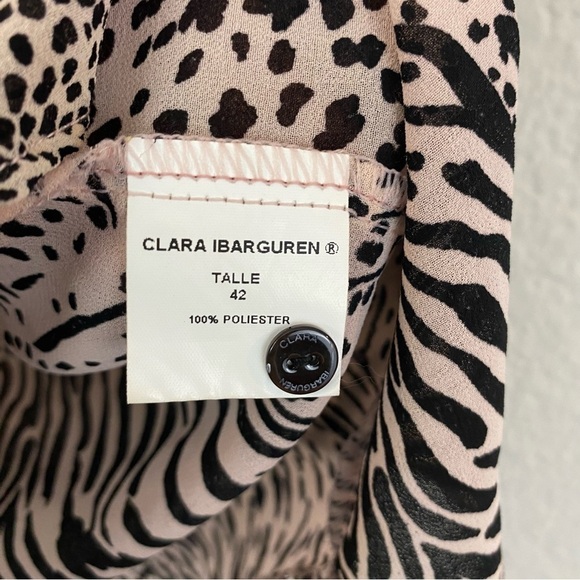 CLARA IBARGUREN ®
TALLE
42
100% POLIESTER
CLARA
IBARGUREN